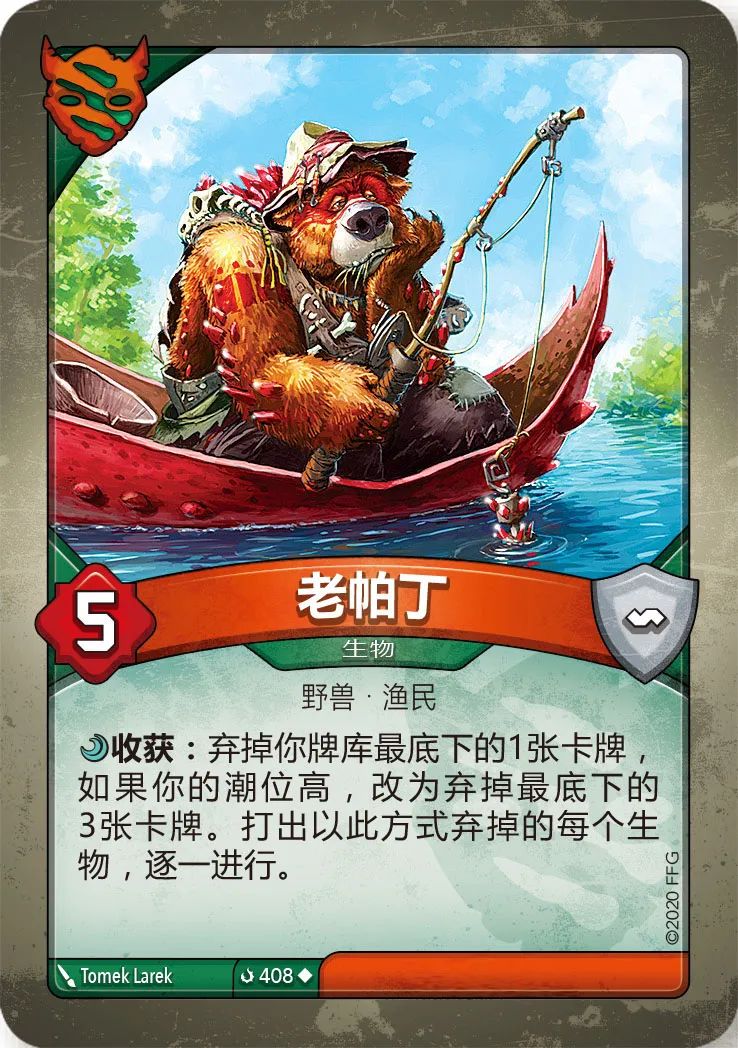 老帕丁
5
生物
野兽 · 渔民
收获：弃掉你牌库最底下的1张卡牌，
如果你的潮位高，改为弃掉最底下的
3张卡牌。打出以此方式弃掉的每个生
物，逐一进行。
©2020 FFG
Tomek Larek
408